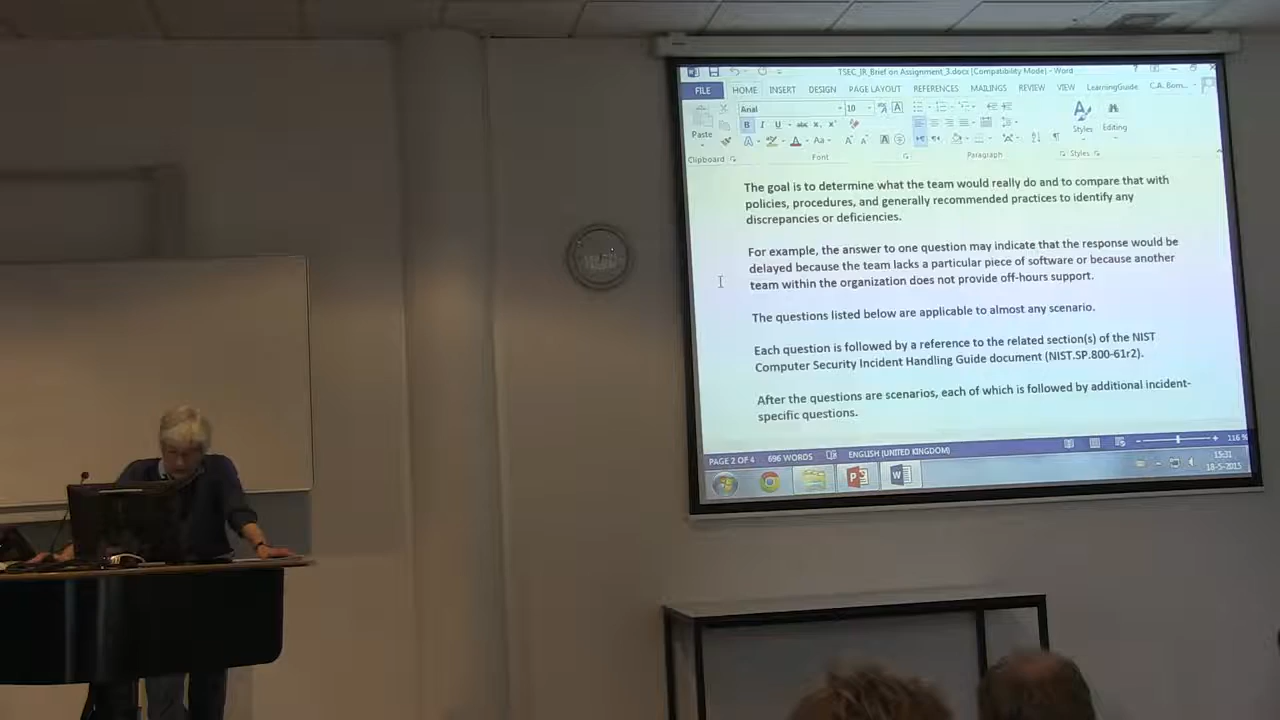 TSEC_IR_Brief on Assignment_3.docx [Compatibility Mode] - Word
FILE HOME INSERT DESIGN PAGE LAYOUT REFERENCES MAILINGS REVIEW VIEW LearningGuide C.A. Bom...
Arial 10
Paste
Styles Editing
Clipboard Font Paragraph Styles
The goal is to determine what the team would really do and to compare that with
policies, procedures, and generally recommended practices to identify any
discrepancies or deficiencies.
For example, the answer to one question may indicate that the response would be
delayed because the team lacks a particular piece of software or because another
team within the organization does not provide off-hours support.
The questions listed below are applicable to almost any scenario.
Each question is followed by a reference to the related section(s) of the NIST
Computer Security Incident Handling Guide document (NIST.SP.800-61r2).
After the questions are scenarios, each of which is followed by additional incident-
specific questions.
PAGE 2 OF 4 696 WORDS ENGLISH (UNITED KINGDOM) 116 %
15:31
18-5-2015